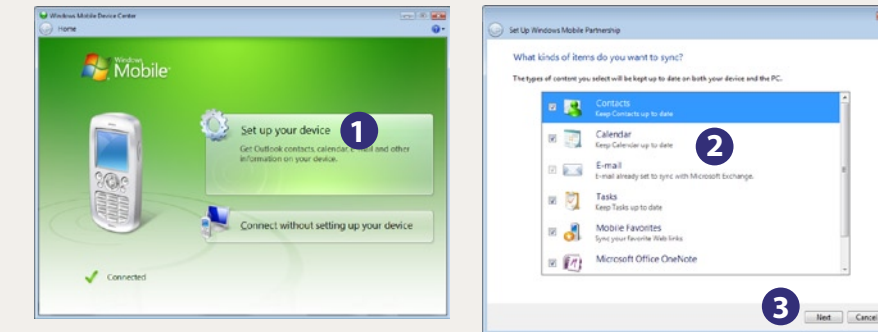 Windows Mobile Device Center
Home
Windows
Mobile
Set up your device
1
Get Outlook contacts, calendar, e-mail and other
information on your device.
Connect without setting up your device
Connected
Set Up Windows Mobile Partnership
What kinds of items do you want to sync?
The types of content you select will be kept up to date on both your device and the PC.
Contacts
Keep Contacts up to date
Calendar
Keep Calendar up to date
2
E-mail
E-mail already set to sync with Microsoft Exchange.
Tasks
Keep Tasks up to date
Mobile Favorites
Sync your Favorite Web links
Microsoft Office OneNote
3
Next
Cancel